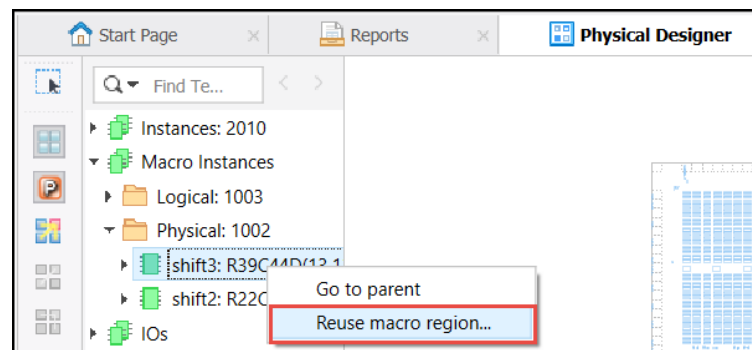 Start Page
Reports
Physical Designer
Find Te...
Instances: 2010
Macro Instances
Logical: 1003
Physical: 1002
shift3: R39C44D(13.1
shift2: R22C
IOs
Go to parent
Reuse macro region...